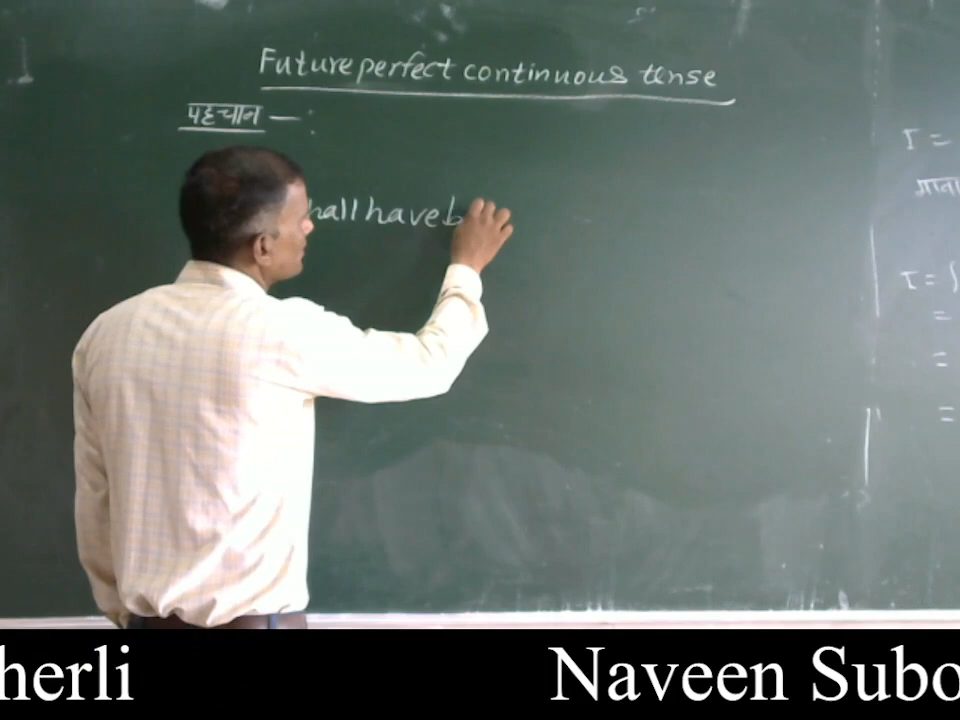 Future perfect continuous tense
पहचान — :
hall have b
I =
माना
I = ∫
=
=
=
herli Naveen Subo